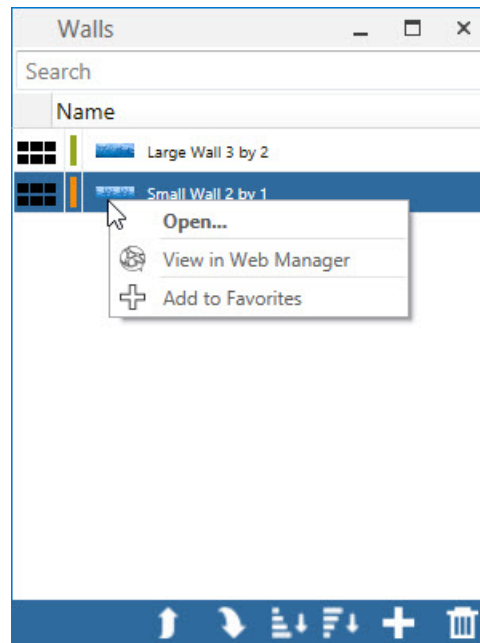 Walls
Search
Name
Large Wall 3 by 2
Small Wall 2 by 1
Open...
View in Web Manager
Add to Favorites